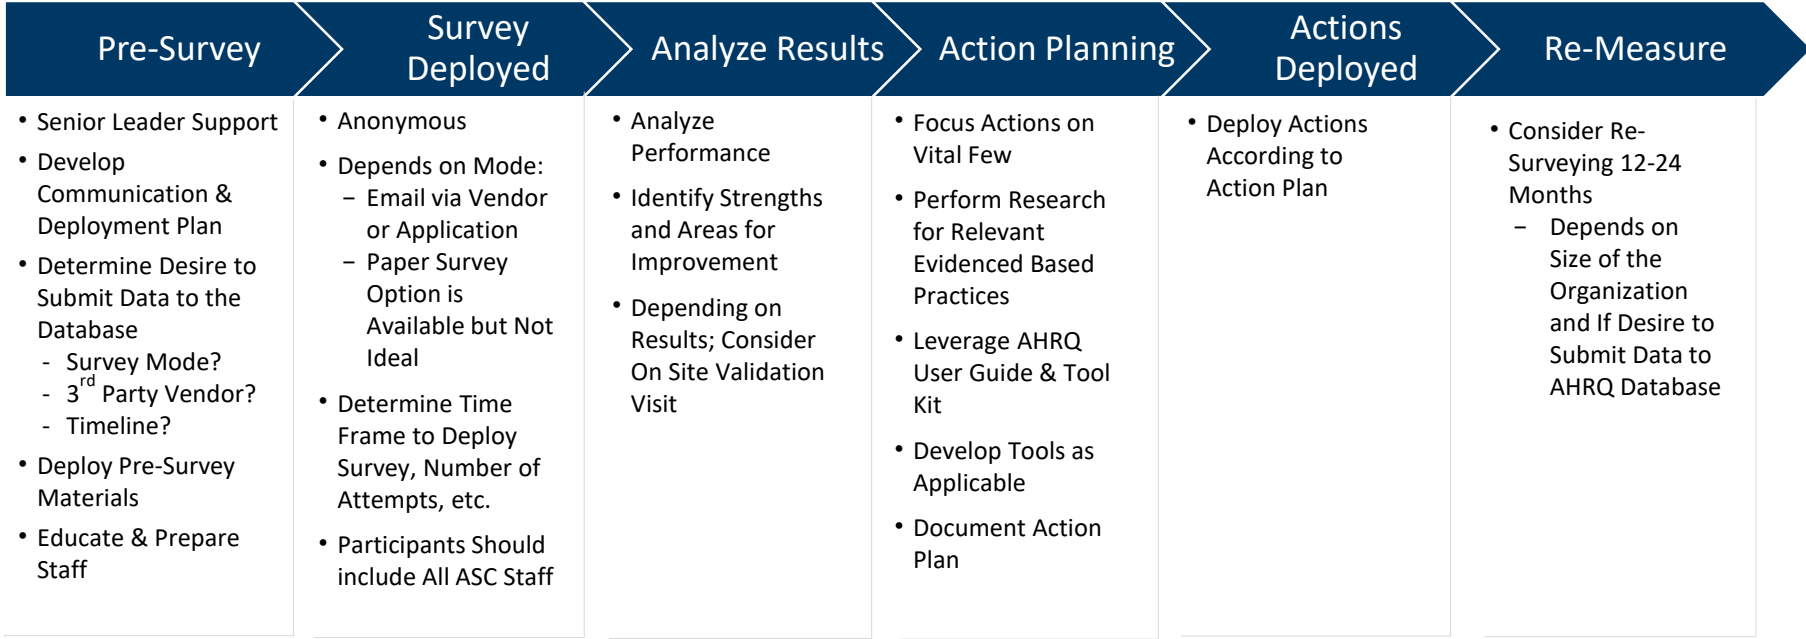 Pre-Survey
Survey
Deployed
Analyze Results
Action Planning
Actions
Deployed
Re-Measure
• Senior Leader Support
• Develop
Communication &
Deployment Plan
• Determine Desire to
Submit Data to the
Database
- Survey Mode?
- 3rd Party Vendor?
- Timeline?
• Deploy Pre-Survey
Materials
• Educate & Prepare
Staff
• Anonymous
• Depends on Mode:
− Email via Vendor
or Application
− Paper Survey
Option is
Available but Not
Ideal
• Determine Time
Frame to Deploy
Survey, Number of
Attempts, etc.
• Participants Should
include All ASC Staff
• Analyze
Performance
• Identify Strengths
and Areas for
Improvement
• Depending on
Results; Consider
On Site Validation
Visit
• Focus Actions on
Vital Few
• Perform Research
for Relevant
Evidenced Based
Practices
• Leverage AHRQ
User Guide & Tool
Kit
• Develop Tools as
Applicable
• Document Action
Plan
• Deploy Actions
According to
Action Plan
• Consider Re-
Surveying 12-24
Months
− Depends on
Size of the
Organization
and If Desire to
Submit Data to
AHRQ Database